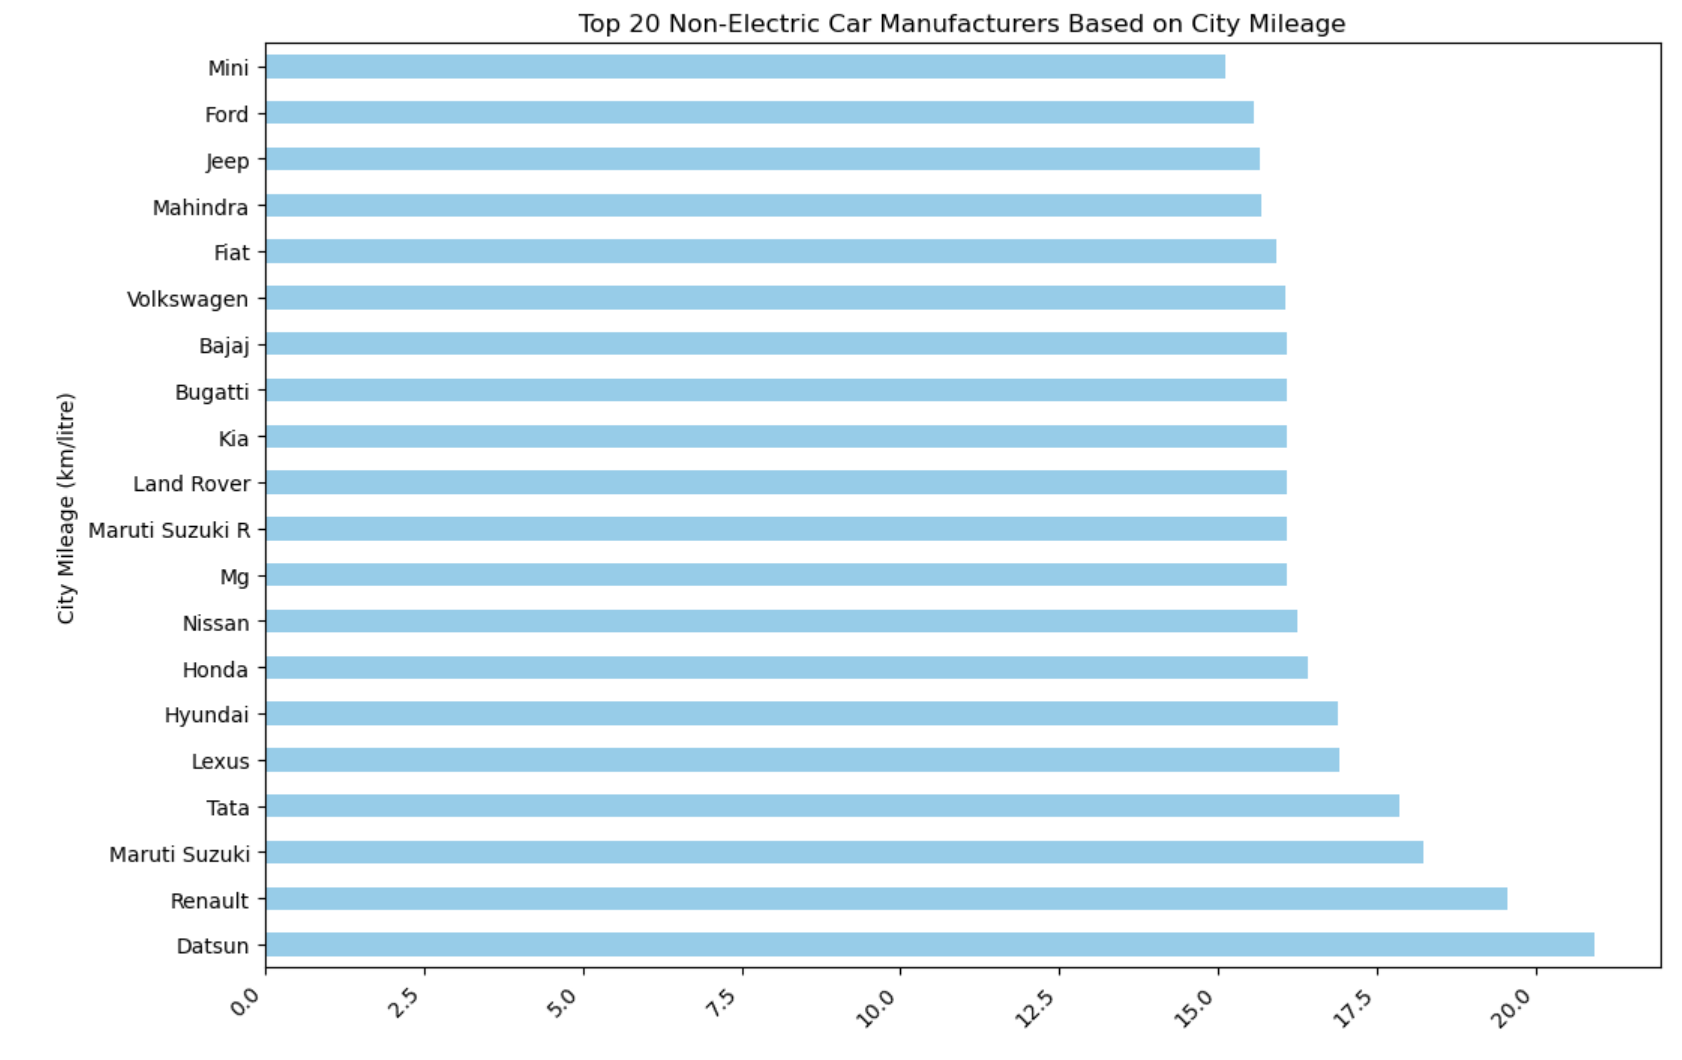 Top 20 Non-Electric Car Manufacturers Based on City Mileage
City Mileage (km/litre)
Mini
Ford
Jeep
Mahindra
Fiat
Volkswagen
Bajaj
Bugatti
Kia
Land Rover
Maruti Suzuki R
Mg
Nissan
Honda
Hyundai
Lexus
Tata
Maruti Suzuki
Renault
Datsun
0.0
2.5
5.0
7.5
10.0
12.5
15.0
17.5
20.0